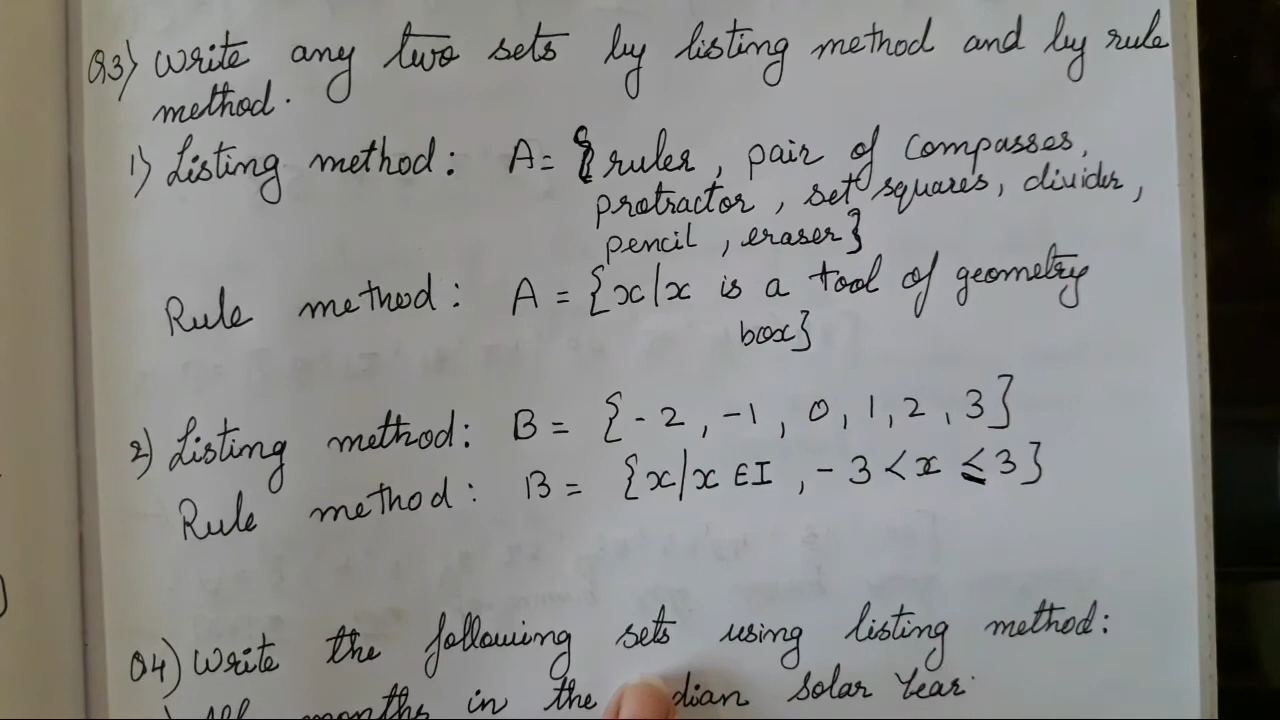 Q3) Write any two sets by listing method and by rule
method.
1) Listing method: A = {ruler, pair of compasses,
protractor, set squares, divider,
pencil, eraser}
Rule method: A = {x/x is a tool of geometry
box}
2) Listing method: B = {-2, -1, 0, 1, 2, 3}
Rule method: B = {x/x ∈ I, -3 < x ≤ 3}
Q4) Write the following sets using listing method:
months in the dian Solar Year.